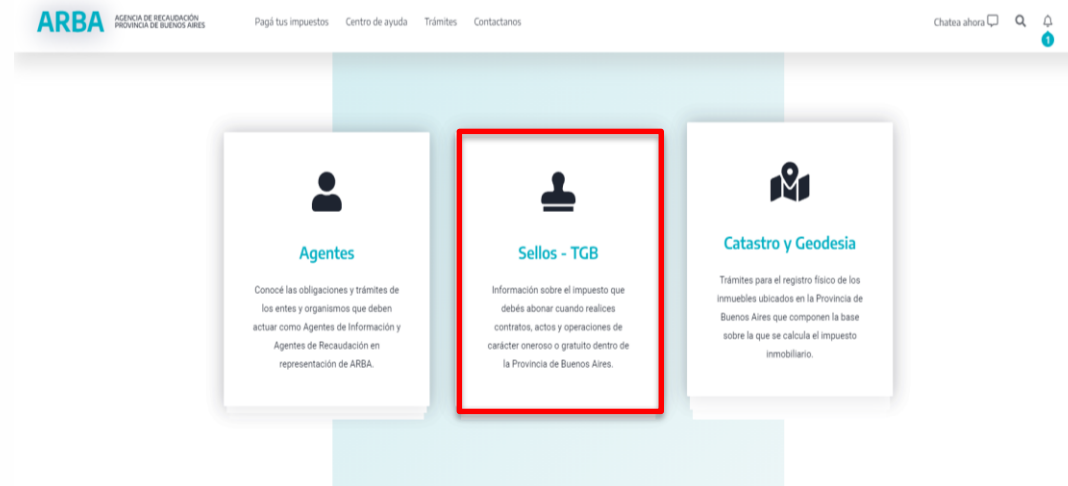 ARBA
AGENCIA DE RECAUDACIÓN
PROVINCIA DE BUENOS AIRES
Pagá tus impuestos
Centro de ayuda
Trámites
Contactanos
Chatea ahora
1
Agentes
Conocé las obligaciones y trámites de
los entes y organismos que deben
actuar como Agentes de Información y
Agentes de Recaudación en
representación de ARBA.
Sellos - TGB
Información sobre el impuesto que
debés abonar cuando realices
contratos, actos y operaciones de
carácter oneroso o gratuito dentro de
la Provincia de Buenos Aires.
Catastro y Geodesia
Trámites para el registro físico de los
inmuebles ubicados en la Provincia de
Buenos Aires que componen la base
sobre la que se calcula el impuesto
inmobiliario.